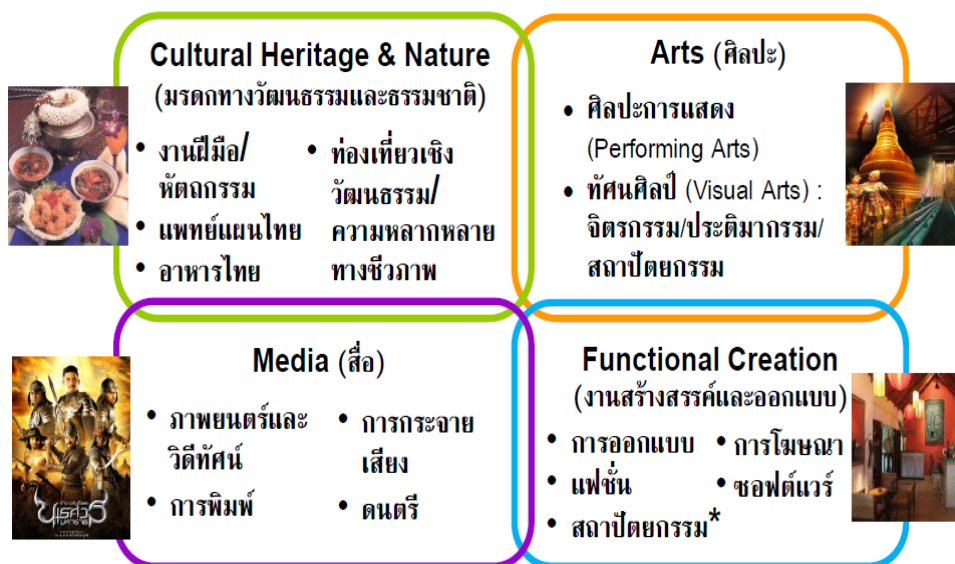 Cultural Heritage & Nature
(มรดกทางวัฒนธรรมและธรรมชาติ)
• งานฝีมือ/
หัตถกรรม
• แพทย์แผนไทย
• อาหารไทย
• ท่องเที่ยวเชิง
วัฒนธรรม/
ความหลากหลาย
ทางชีวภาพ
Arts (ศิลปะ)
• ศิลปะการแสดง
(Performing Arts)
• ทัศนศิลป์ (Visual Arts) :
จิตรกรรม/ประติมากรรม/
สถาปัตยกรรม
Media (สื่อ)
• ภาพยนตร์และ
วิดีทัศน์
• การพิมพ์
• การกระจาย
เสียง
• ดนตรี
Functional Creation
(งานสร้างสรรค์และออกแบบ)
• การออกแบบ
• แฟชั่น
• สถาปัตยกรรม*
• การโฆษณา
• ซอฟต์แวร์
นเรศวร